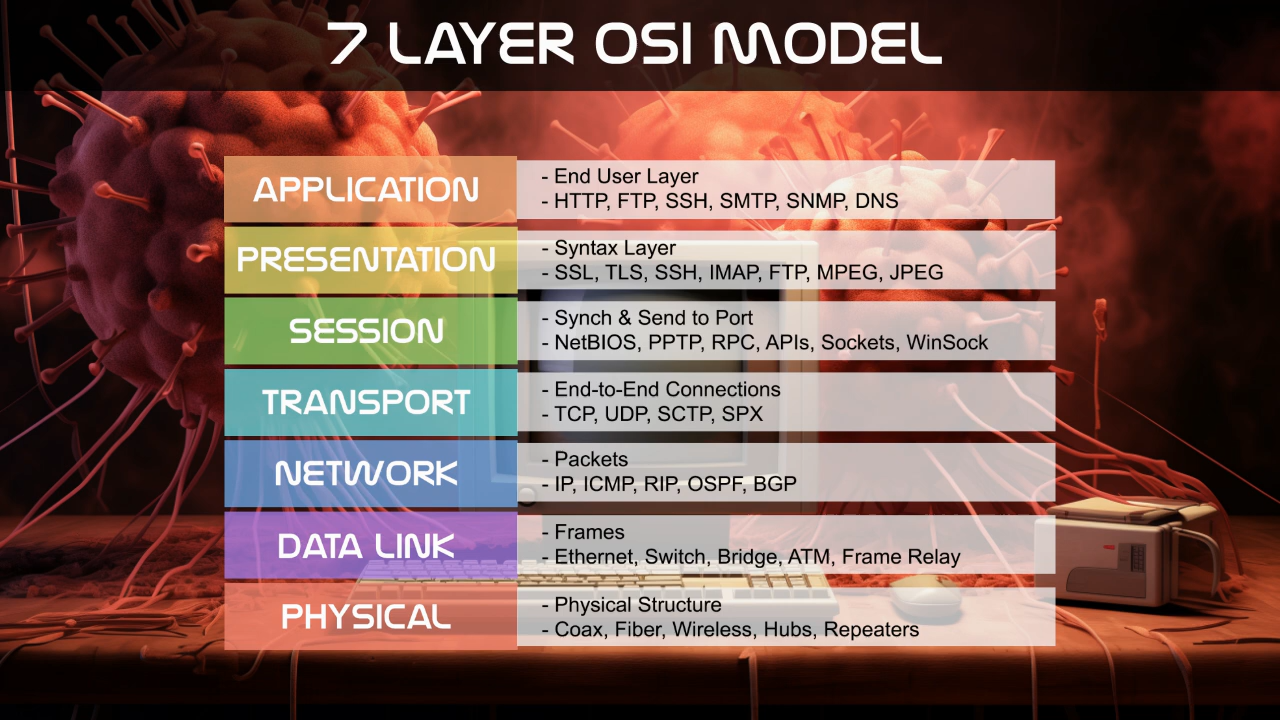 7 LAYER OSI MODEL
APPLICATION
- End User Layer
- HTTP, FTP, SSH, SMTP, SNMP, DNS
PRESENTATION
- Syntax Layer
- SSL, TLS, SSH, IMAP, FTP, MPEG, JPEG
SESSION
- Synch & Send to Port
- NetBIOS, PPTP, RPC, APIs, Sockets, WinSock
TRANSPORT
- End-to-End Connections
- TCP, UDP, SCTP, SPX
NETWORK
- Packets
- IP, ICMP, RIP, OSPF, BGP
DATA LINK
- Frames
- Ethernet, Switch, Bridge, ATM, Frame Relay
PHYSICAL
- Physical Structure
- Coax, Fiber, Wireless, Hubs, Repeaters